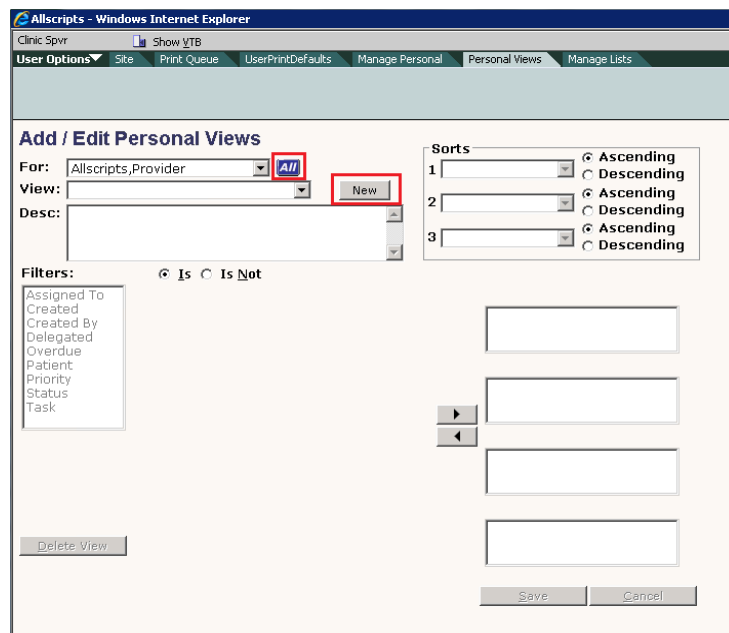 Allscripts - Windows Internet Explorer
Clinic Spvr Show VTB
User Options Site Print Queue UserPrintDefaults Manage Personal Personal Views Manage Lists
Add / Edit Personal Views
For: Allscripts,Provider All
View: New
Desc:
Sorts
1 Ascending
Descending
2 Ascending
Descending
3 Ascending
Descending
Filters: Is Is Not
Assigned To
Created
Created By
Delegated
Overdue
Patient
Priority
Status
Task
Delete View
Save Cancel